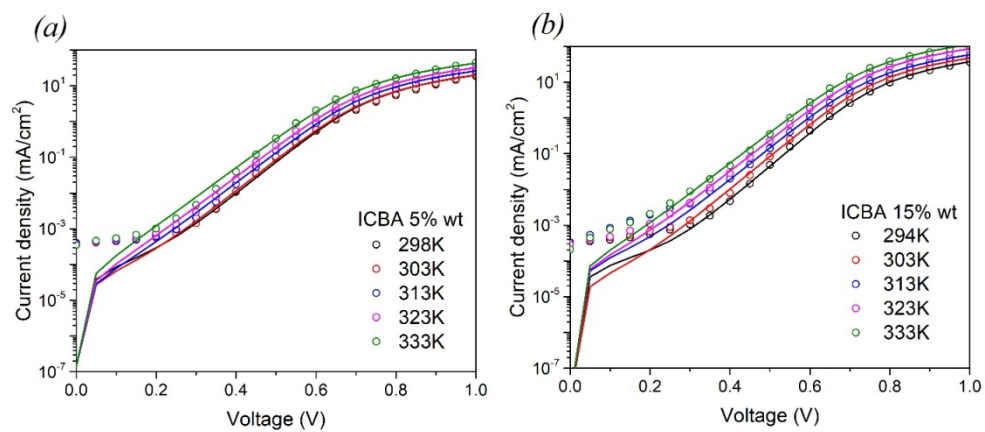 (a)
Current density (mA/cm²)
10¹
10⁻¹
10⁻³
10⁻⁵
10⁻⁷
0.0 0.2 0.4 0.6 0.8 1.0
Voltage (V)
ICBA 5% wt
298K
303K
313K
323K
333K
(b)
Current density (mA/cm²)
10¹
10⁻¹
10⁻³
10⁻⁵
10⁻⁷
0.0 0.2 0.4 0.6 0.8 1.0
Voltage (V)
ICBA 15% wt
294K
303K
313K
323K
333K